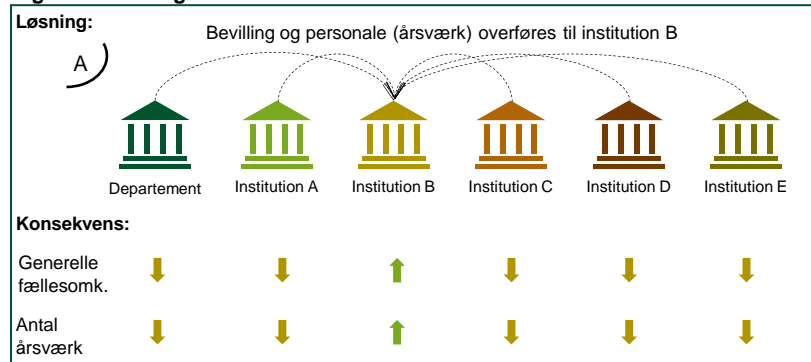 Løsning:
Bevilling og personale (årsværk) overføres til institution B
A
Departement Institution A Institution B Institution C Institution D Institution E
Konsekvens:
Generelle
fællesomk.
Antal
årsværk